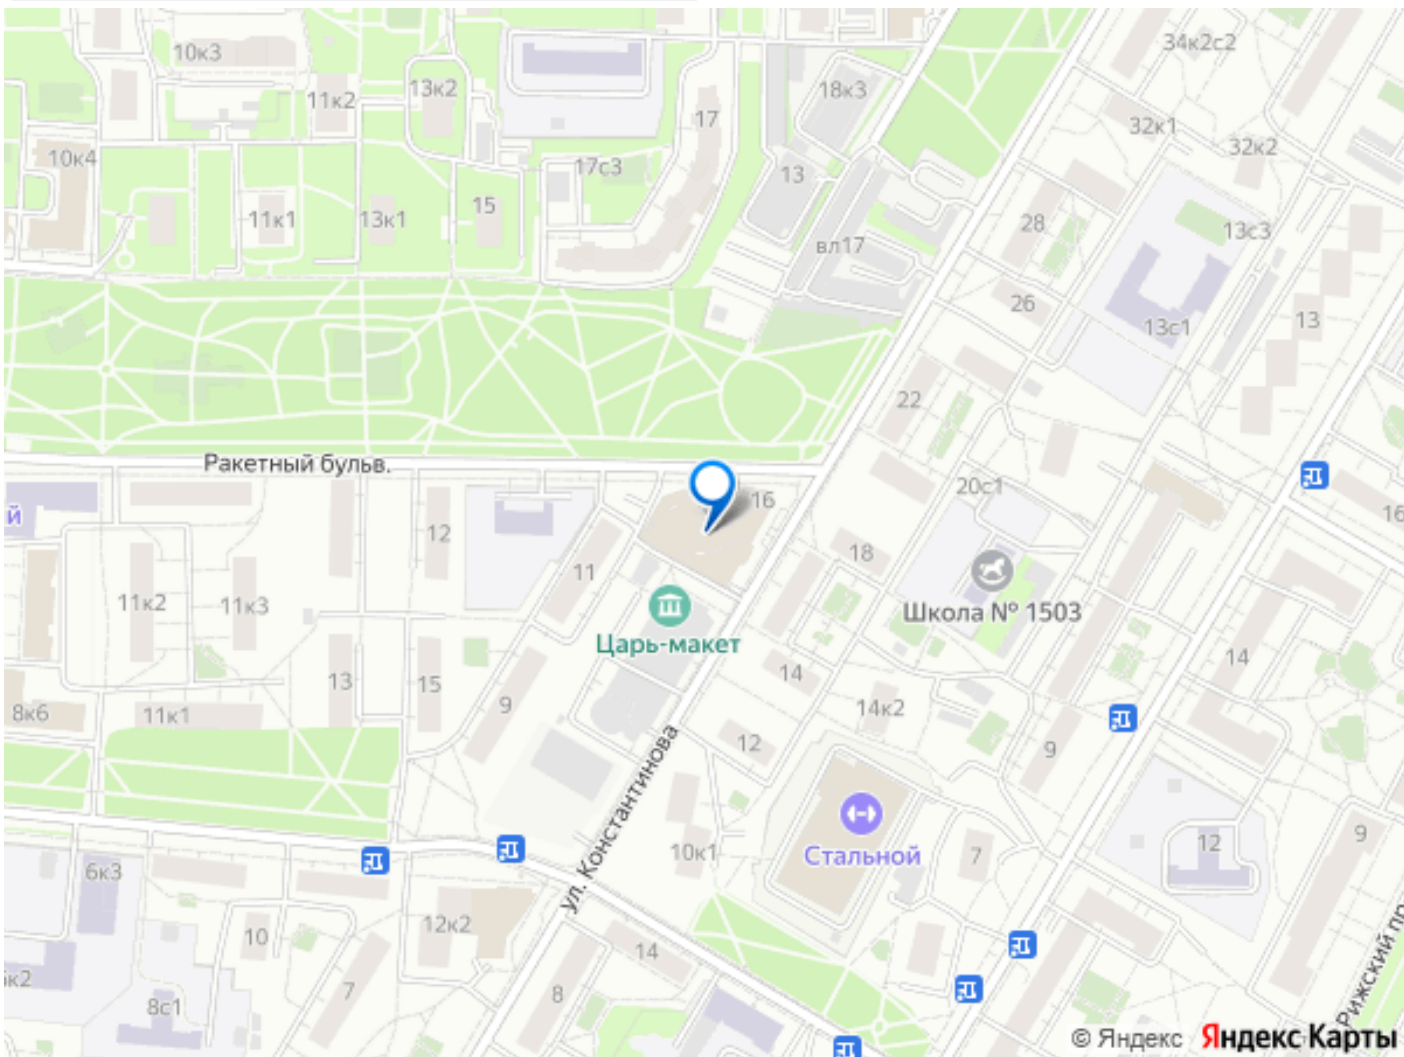 34к2с2
10к3
13к2
11к2
18к3
17
32к1
32к2
10к4
17с3
13
15
11к1
13к1
28
13с3
вл17
26
13с1
13
22
Ракетный бульв.
20с1
16
16
й
12
18
11
11к2
11к3
Школа № 1503
Царь-макет
14
14
13
15
9
14к2
8к6
11к1
12
9
ул. Константинова
10к1
Стальной
7
12
9
6к3
12к2
10
14
7
8
8с1
Рижский пр
© Яндекс Яндекс Карты